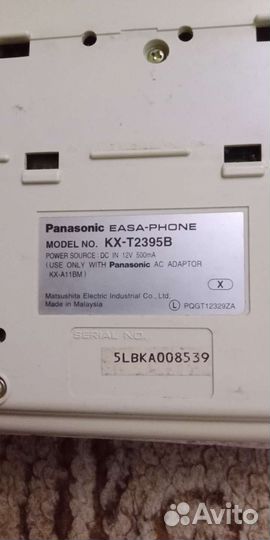 Panasonic EASA-PHONE
MODEL NO. KX-T2395B
POWER SOURCE : DC IN 12V 500mA
(USE ONLY WITH Panasonic AC ADAPTOR
KX-A11BM)
X
Matsushita Electric Industrial Co., Ltd.
Made in Malaysia
L PQGT12329ZA
SERIAL NO.
5LBKA008539
Avito